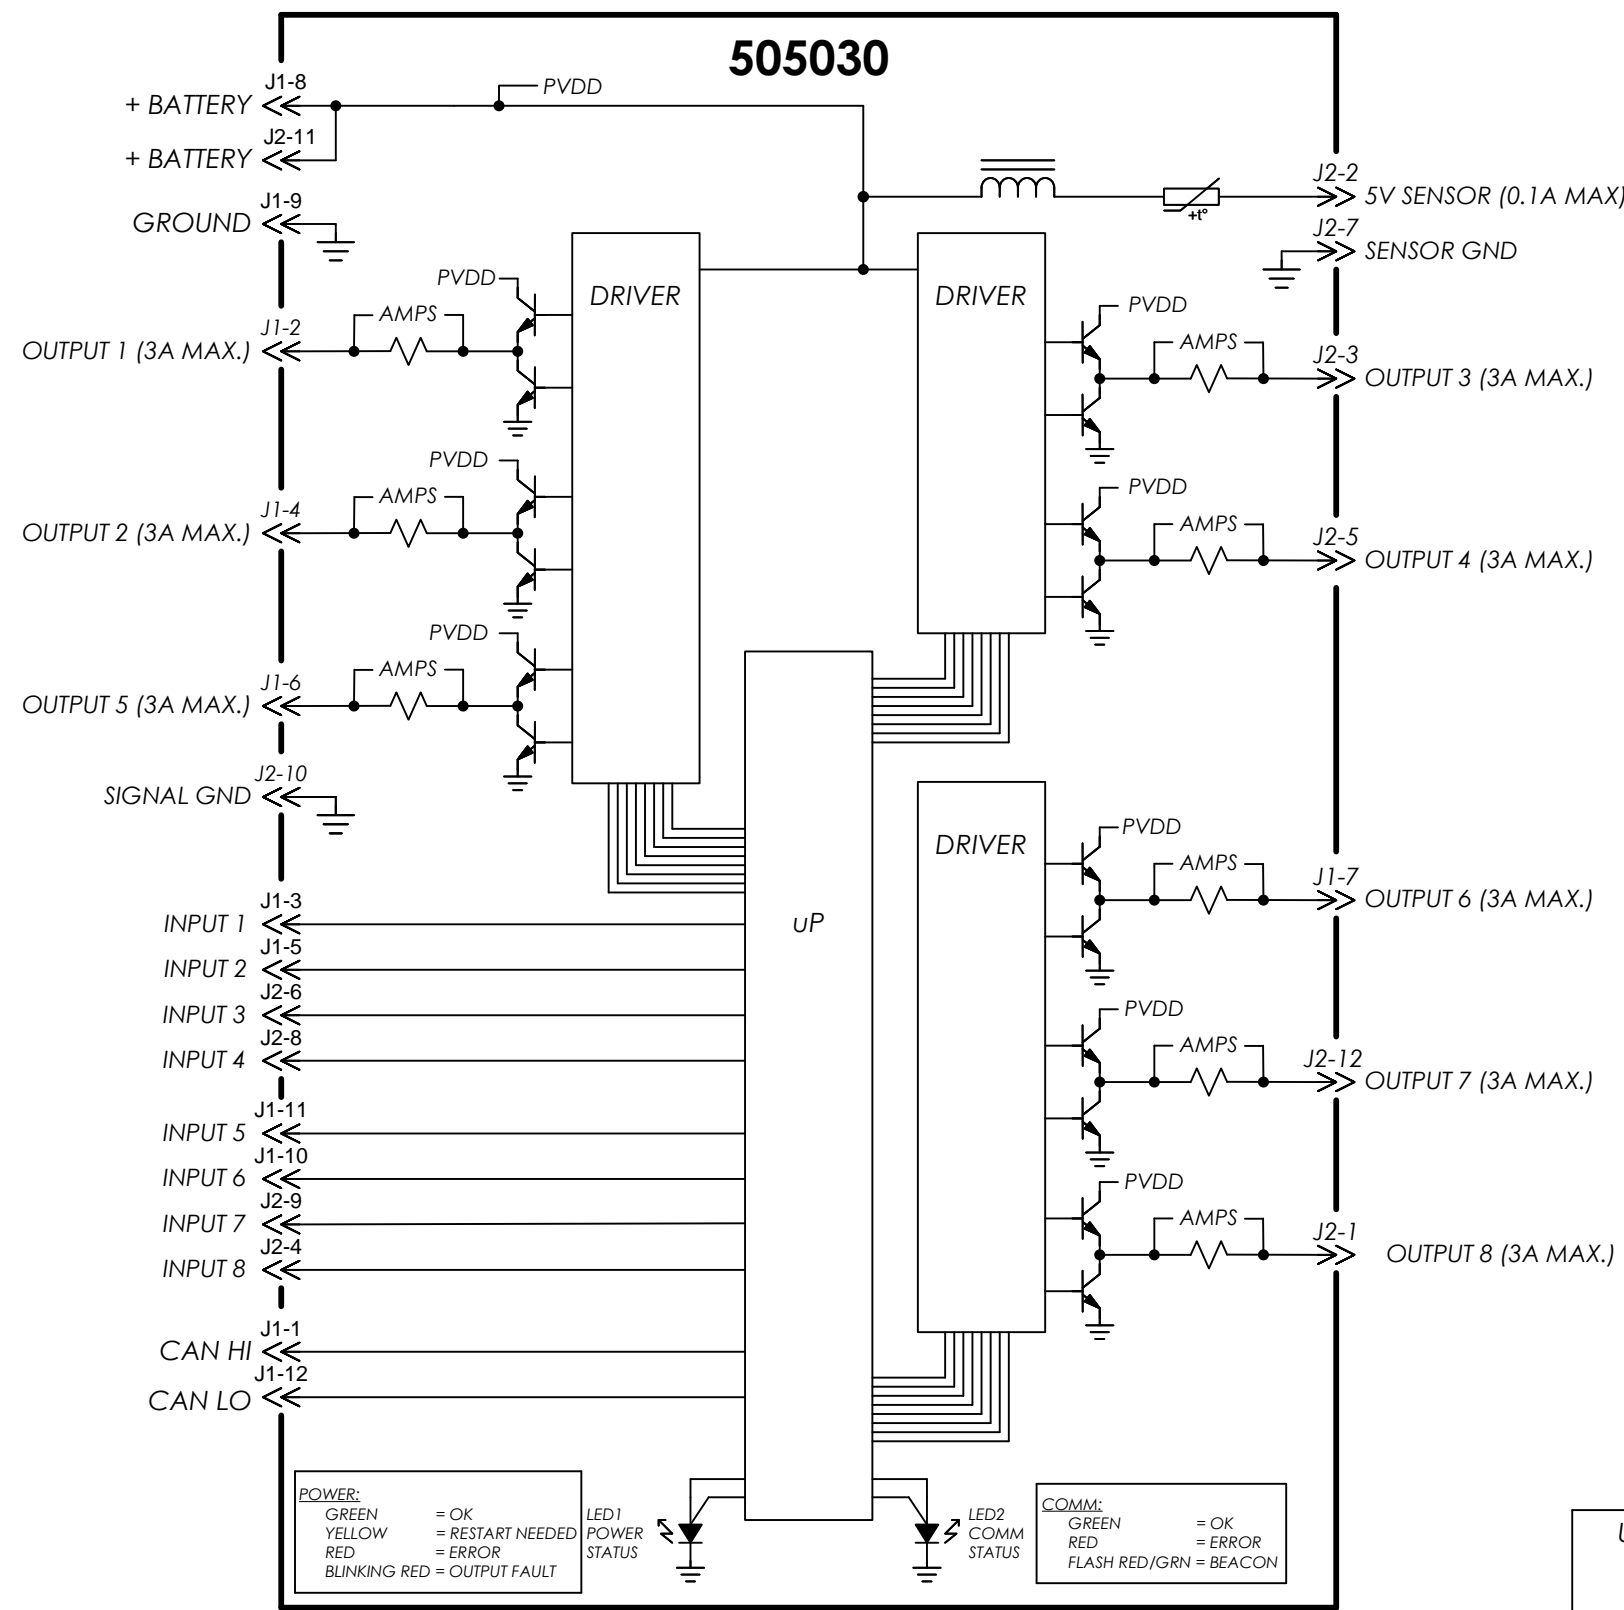 505030
J1-8
+ BATTERY
PVDD
J2-11
+ BATTERY
J1-9
GROUND
J2-2
5V SENSOR (0.1A MAX)
+t°
J2-7
SENSOR GND
DRIVER
PVDD
AMPS
J1-2
OUTPUT 1 (3A MAX.)
PVDD
AMPS
J1-4
OUTPUT 2 (3A MAX.)
PVDD
AMPS
J1-6
OUTPUT 5 (3A MAX.)
J2-10
SIGNAL GND
DRIVER
PVDD
AMPS
J2-3
OUTPUT 3 (3A MAX.)
PVDD
AMPS
J2-5
OUTPUT 4 (3A MAX.)
DRIVER
PVDD
AMPS
J1-7
OUTPUT 6 (3A MAX.)
PVDD
AMPS
J2-12
OUTPUT 7 (3A MAX.)
PVDD
AMPS
J2-1
OUTPUT 8 (3A MAX.)
uP
J1-3
INPUT 1
J1-5
INPUT 2
J2-6
INPUT 3
J2-8
INPUT 4
J1-11
INPUT 5
J1-10
INPUT 6
J2-9
INPUT 7
J2-4
INPUT 8
J1-1
CAN HI
J1-12
CAN LO
POWER:
GREEN = OK
YELLOW = RESTART NEEDED
RED = ERROR
BLINKING RED = OUTPUT FAULT
LED1
POWER
STATUS
LED2
COMM
STATUS
COMM:
GREEN = OK
RED = ERROR
FLASH RED/GRN = BEACON